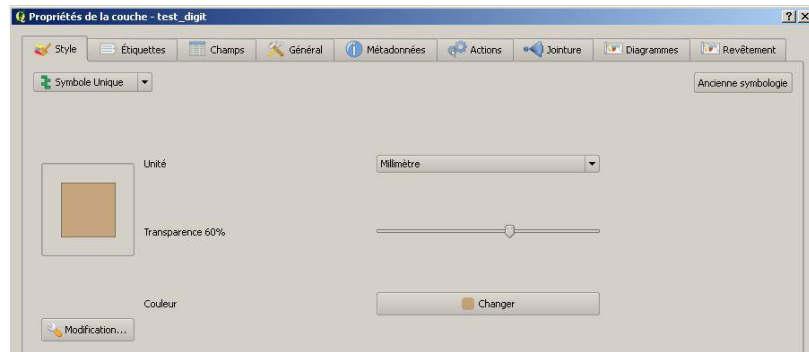 Propriétés de la couche - test_digit
Style Étiquettes Champs Général Métadonnées Actions Jointure Diagrammes Revêtement
Symbole Unique Ancienne symbologie
Unité Millimètre
Transparence 60%
Couleur Changer
Modification...